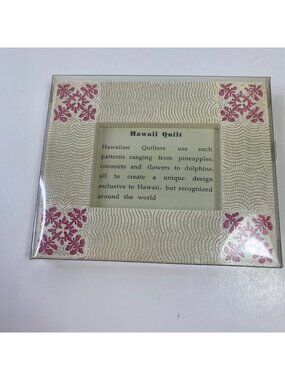 Hawaii Quilt
Hawaiian Quilters use such
patterns ranging from pineapples,
coconuts and flowers to dolphins,
all to create a unique design
exclusive to Hawaii, but recognized
around the world